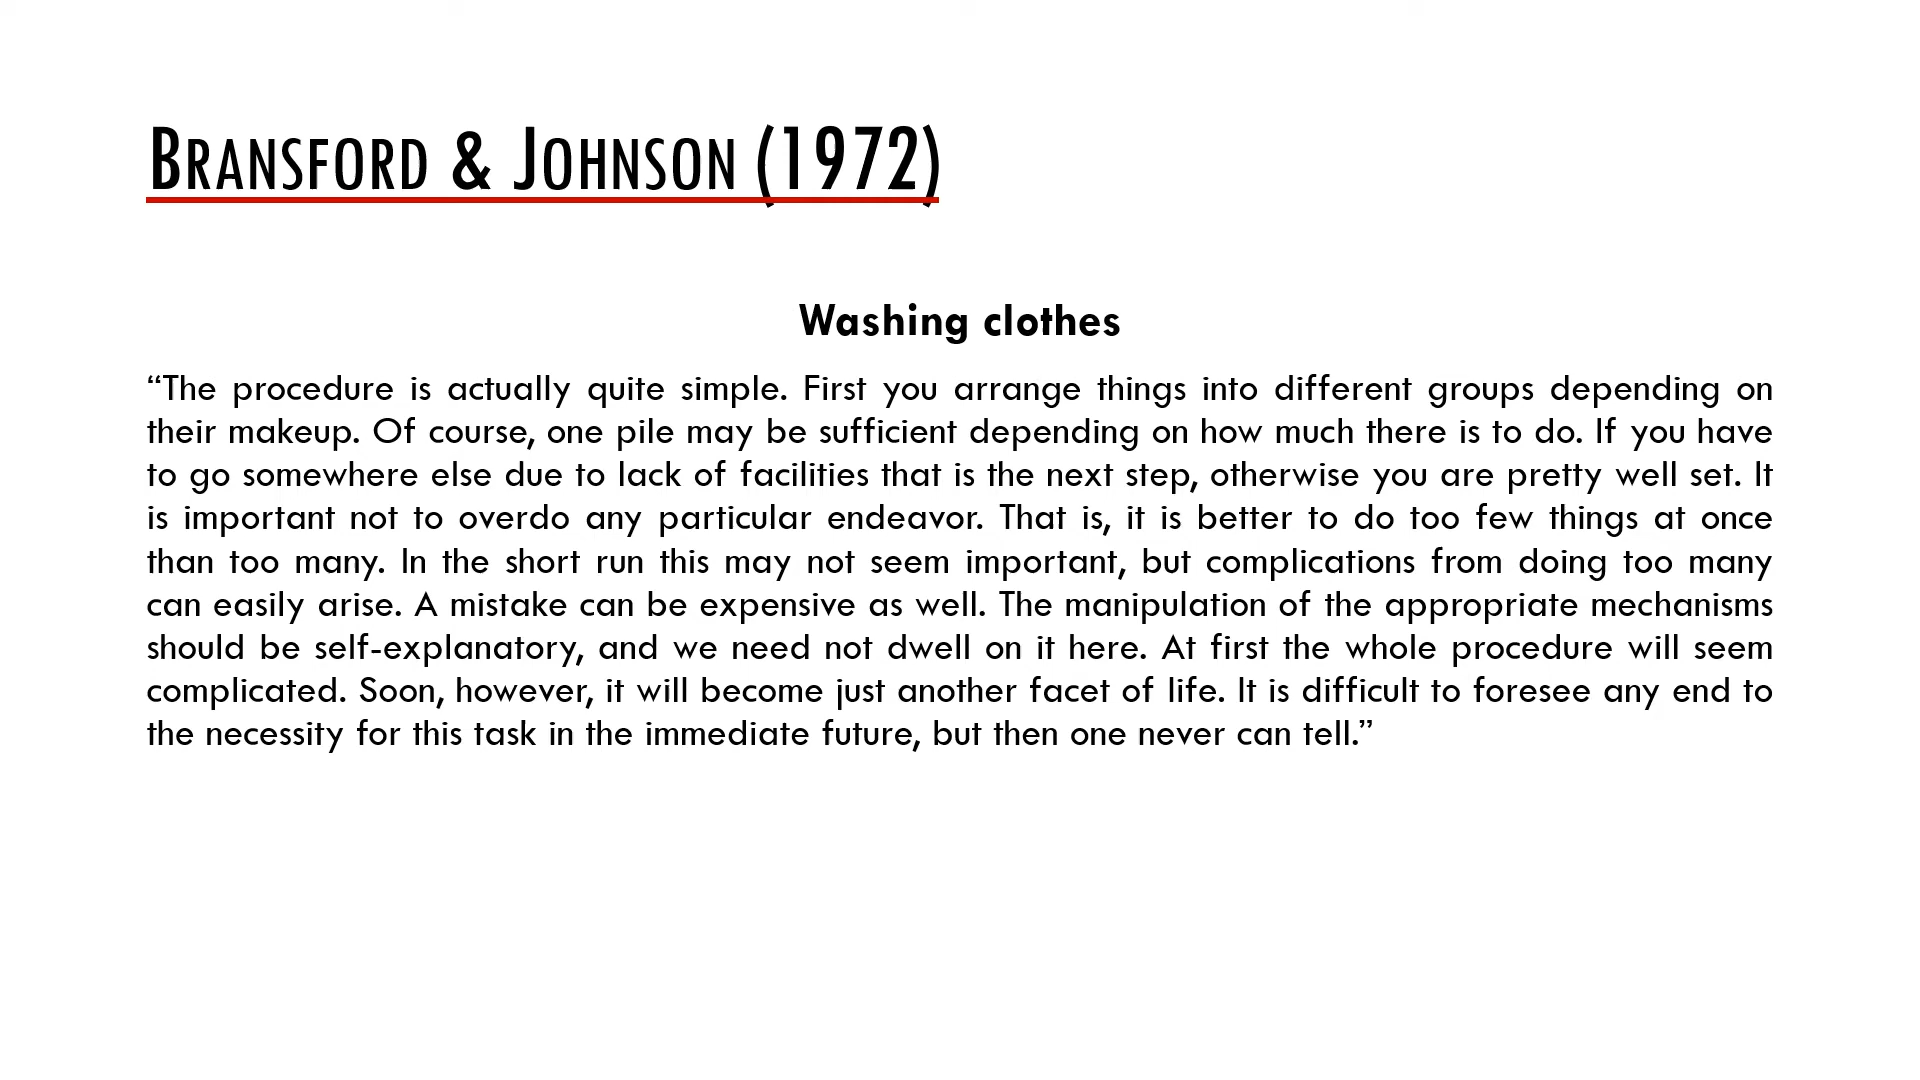 BRANSFORD & JOHNSON (1972)
Washing clothes
“The procedure is actually quite simple. First you arrange things into different groups depending on
their makeup. Of course, one pile may be sufficient depending on how much there is to do. If you have
to go somewhere else due to lack of facilities that is the next step, otherwise you are pretty well set. It
is important not to overdo any particular endeavor. That is, it is better to do too few things at once
than too many. In the short run this may not seem important, but complications from doing too many
can easily arise. A mistake can be expensive as well. The manipulation of the appropriate mechanisms
should be self-explanatory, and we need not dwell on it here. At first the whole procedure will seem
complicated. Soon, however, it will become just another facet of life. It is difficult to foresee any end to
the necessity for this task in the immediate future, but then one never can tell.”